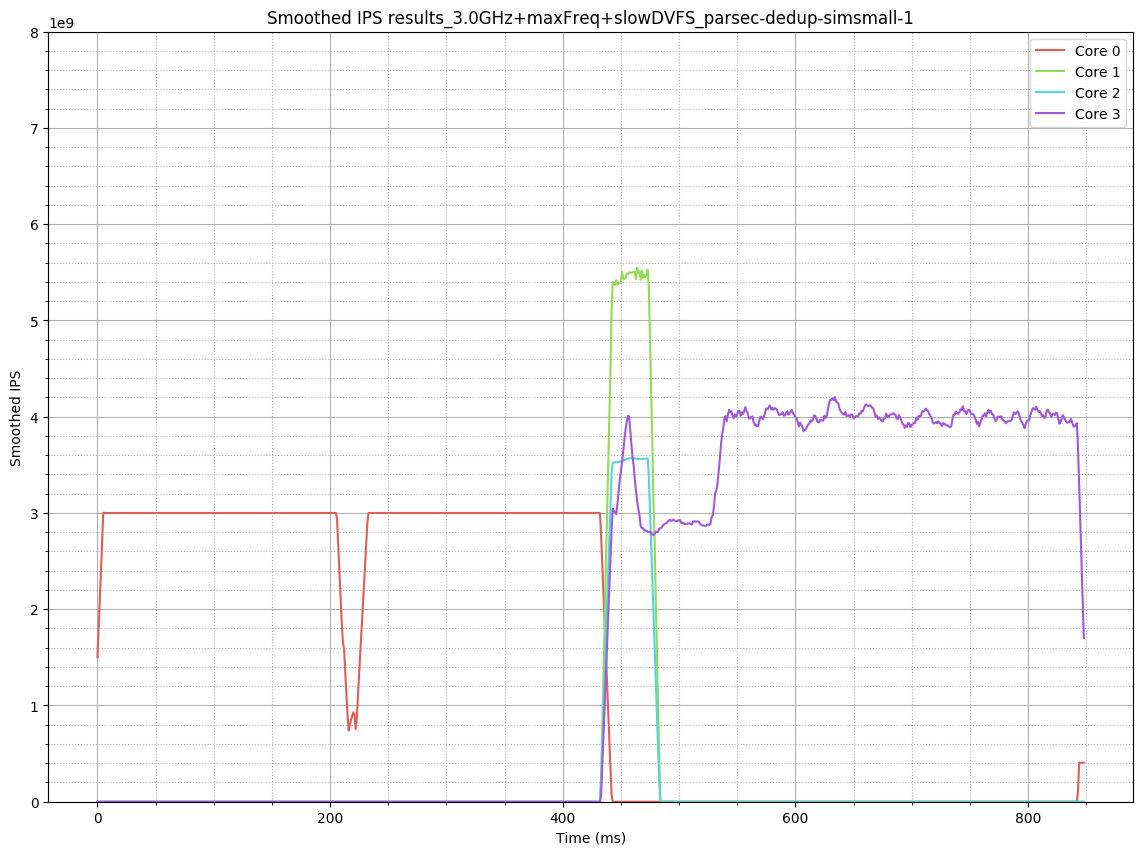 Smoothed IPS results_3.0GHz+maxFreq+slowDVFS_parsec-dedup-simsmall-1
1e9
8
7
6
5
4
3
2
1
0
Smoothed IPS
0 200 400 600 800
Time (ms)
Core 0
Core 1
Core 2
Core 3